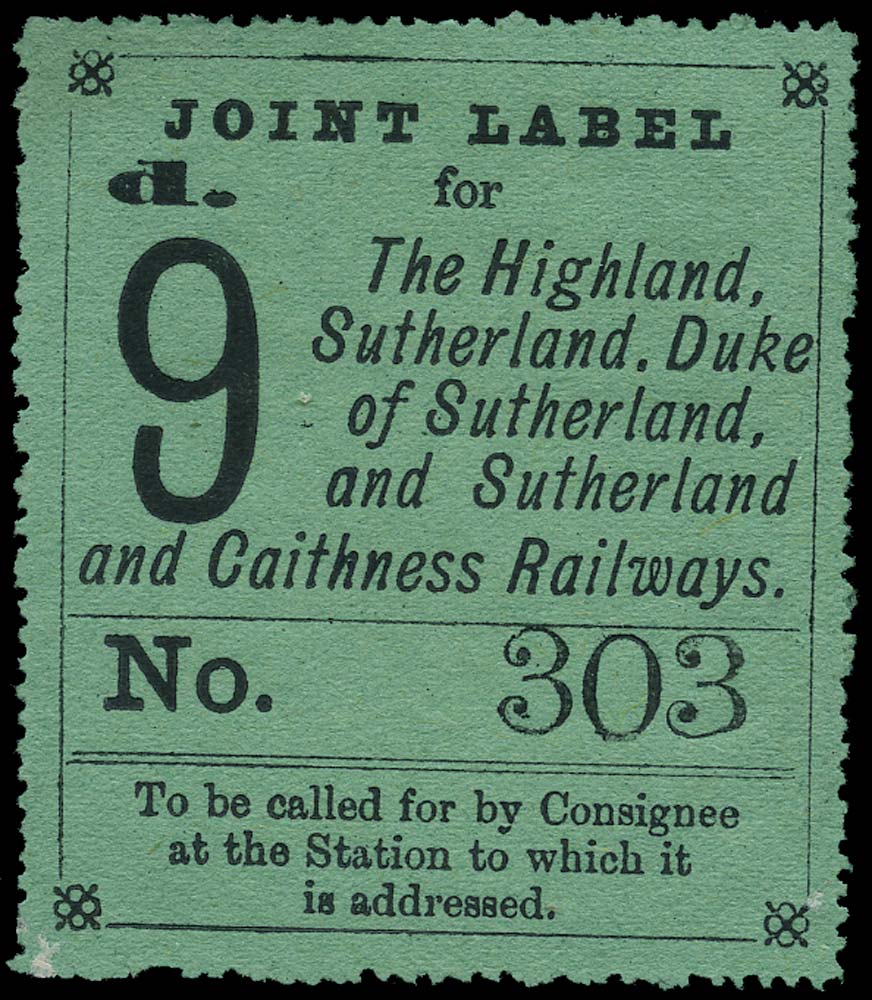 JOINT LABEL
d.
for
9
The Highland,
Sutherland. Duke
of Sutherland,
and Sutherland
and Caithness Railways.
No. 303
To be called for by Consignee
at the Station to which it
is addressed.